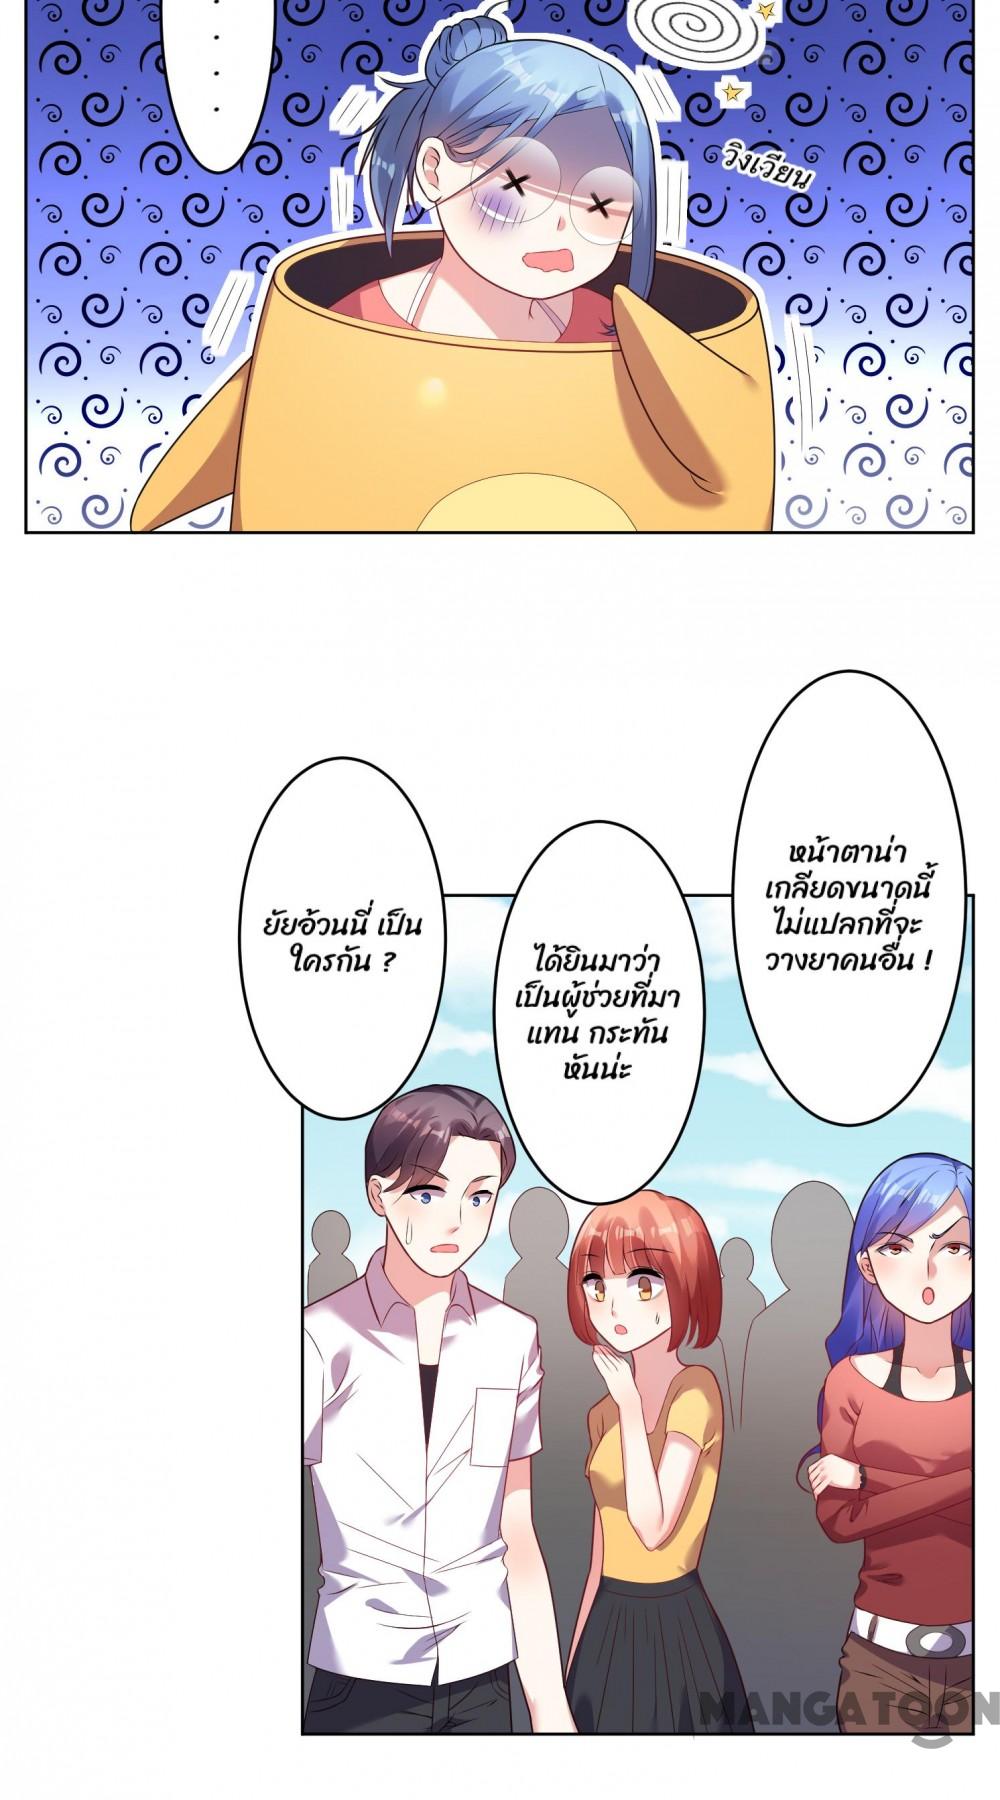 วิงเวียน
ยัยอ้วนนี่ เป็น
ใครกัน ?
ได้ยินมาว่า
เป็นผู้ช่วยที่มา
แทน กระทัน
หันน่ะ
หน้าตาน่า
เกลียดขนาดนี้
ไม่แปลกที่จะ
วางยาคนอื่น !
MANGATOON